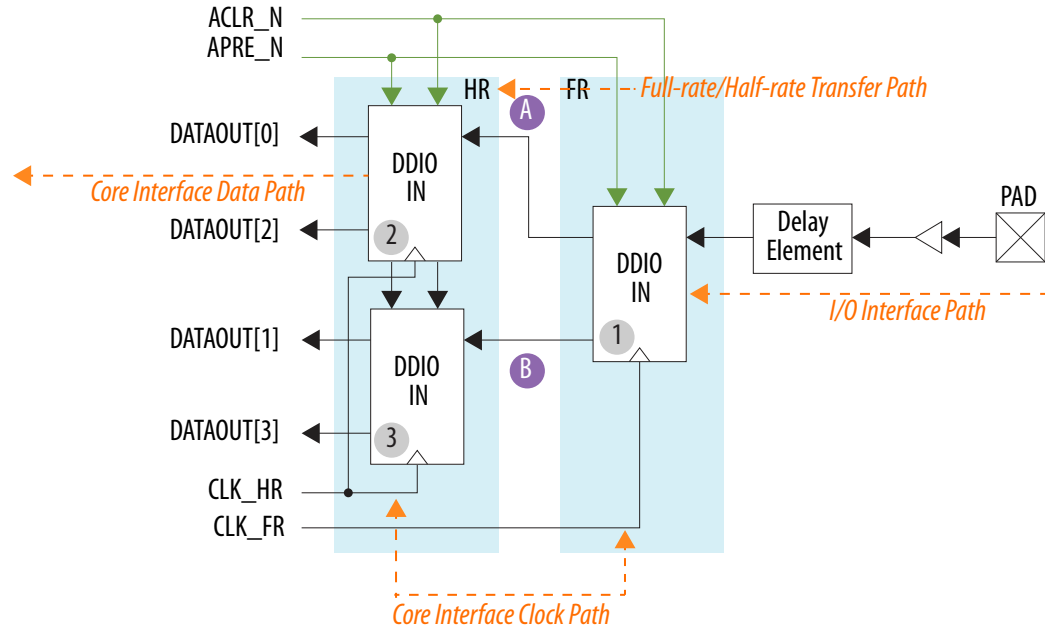 ACLR_N
APRE_N
HR
FR
Full-rate/Half-rate Transfer Path
A
DATAOUT[0]
DDIO
IN
Core Interface Data Path
DATAOUT[2]
2
PAD
Delay
Element
DDIO
IN
I/O Interface Path
1
DATAOUT[1]
DDIO
IN
B
DATAOUT[3]
3
CLK_HR
CLK_FR
Core Interface Clock Path